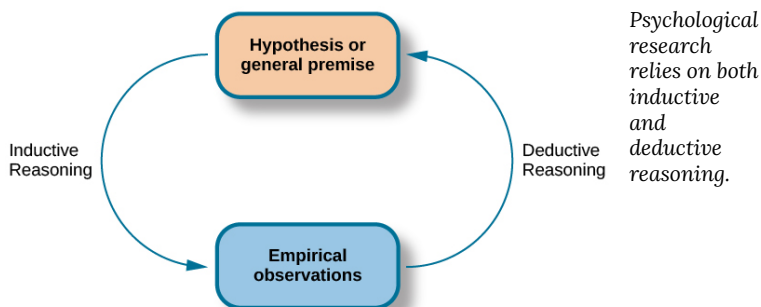 Hypothesis or
general premise
Inductive
Reasoning
Deductive
Reasoning
Empirical
observations
Psychological
research
relies on both
inductive
and
deductive
reasoning.